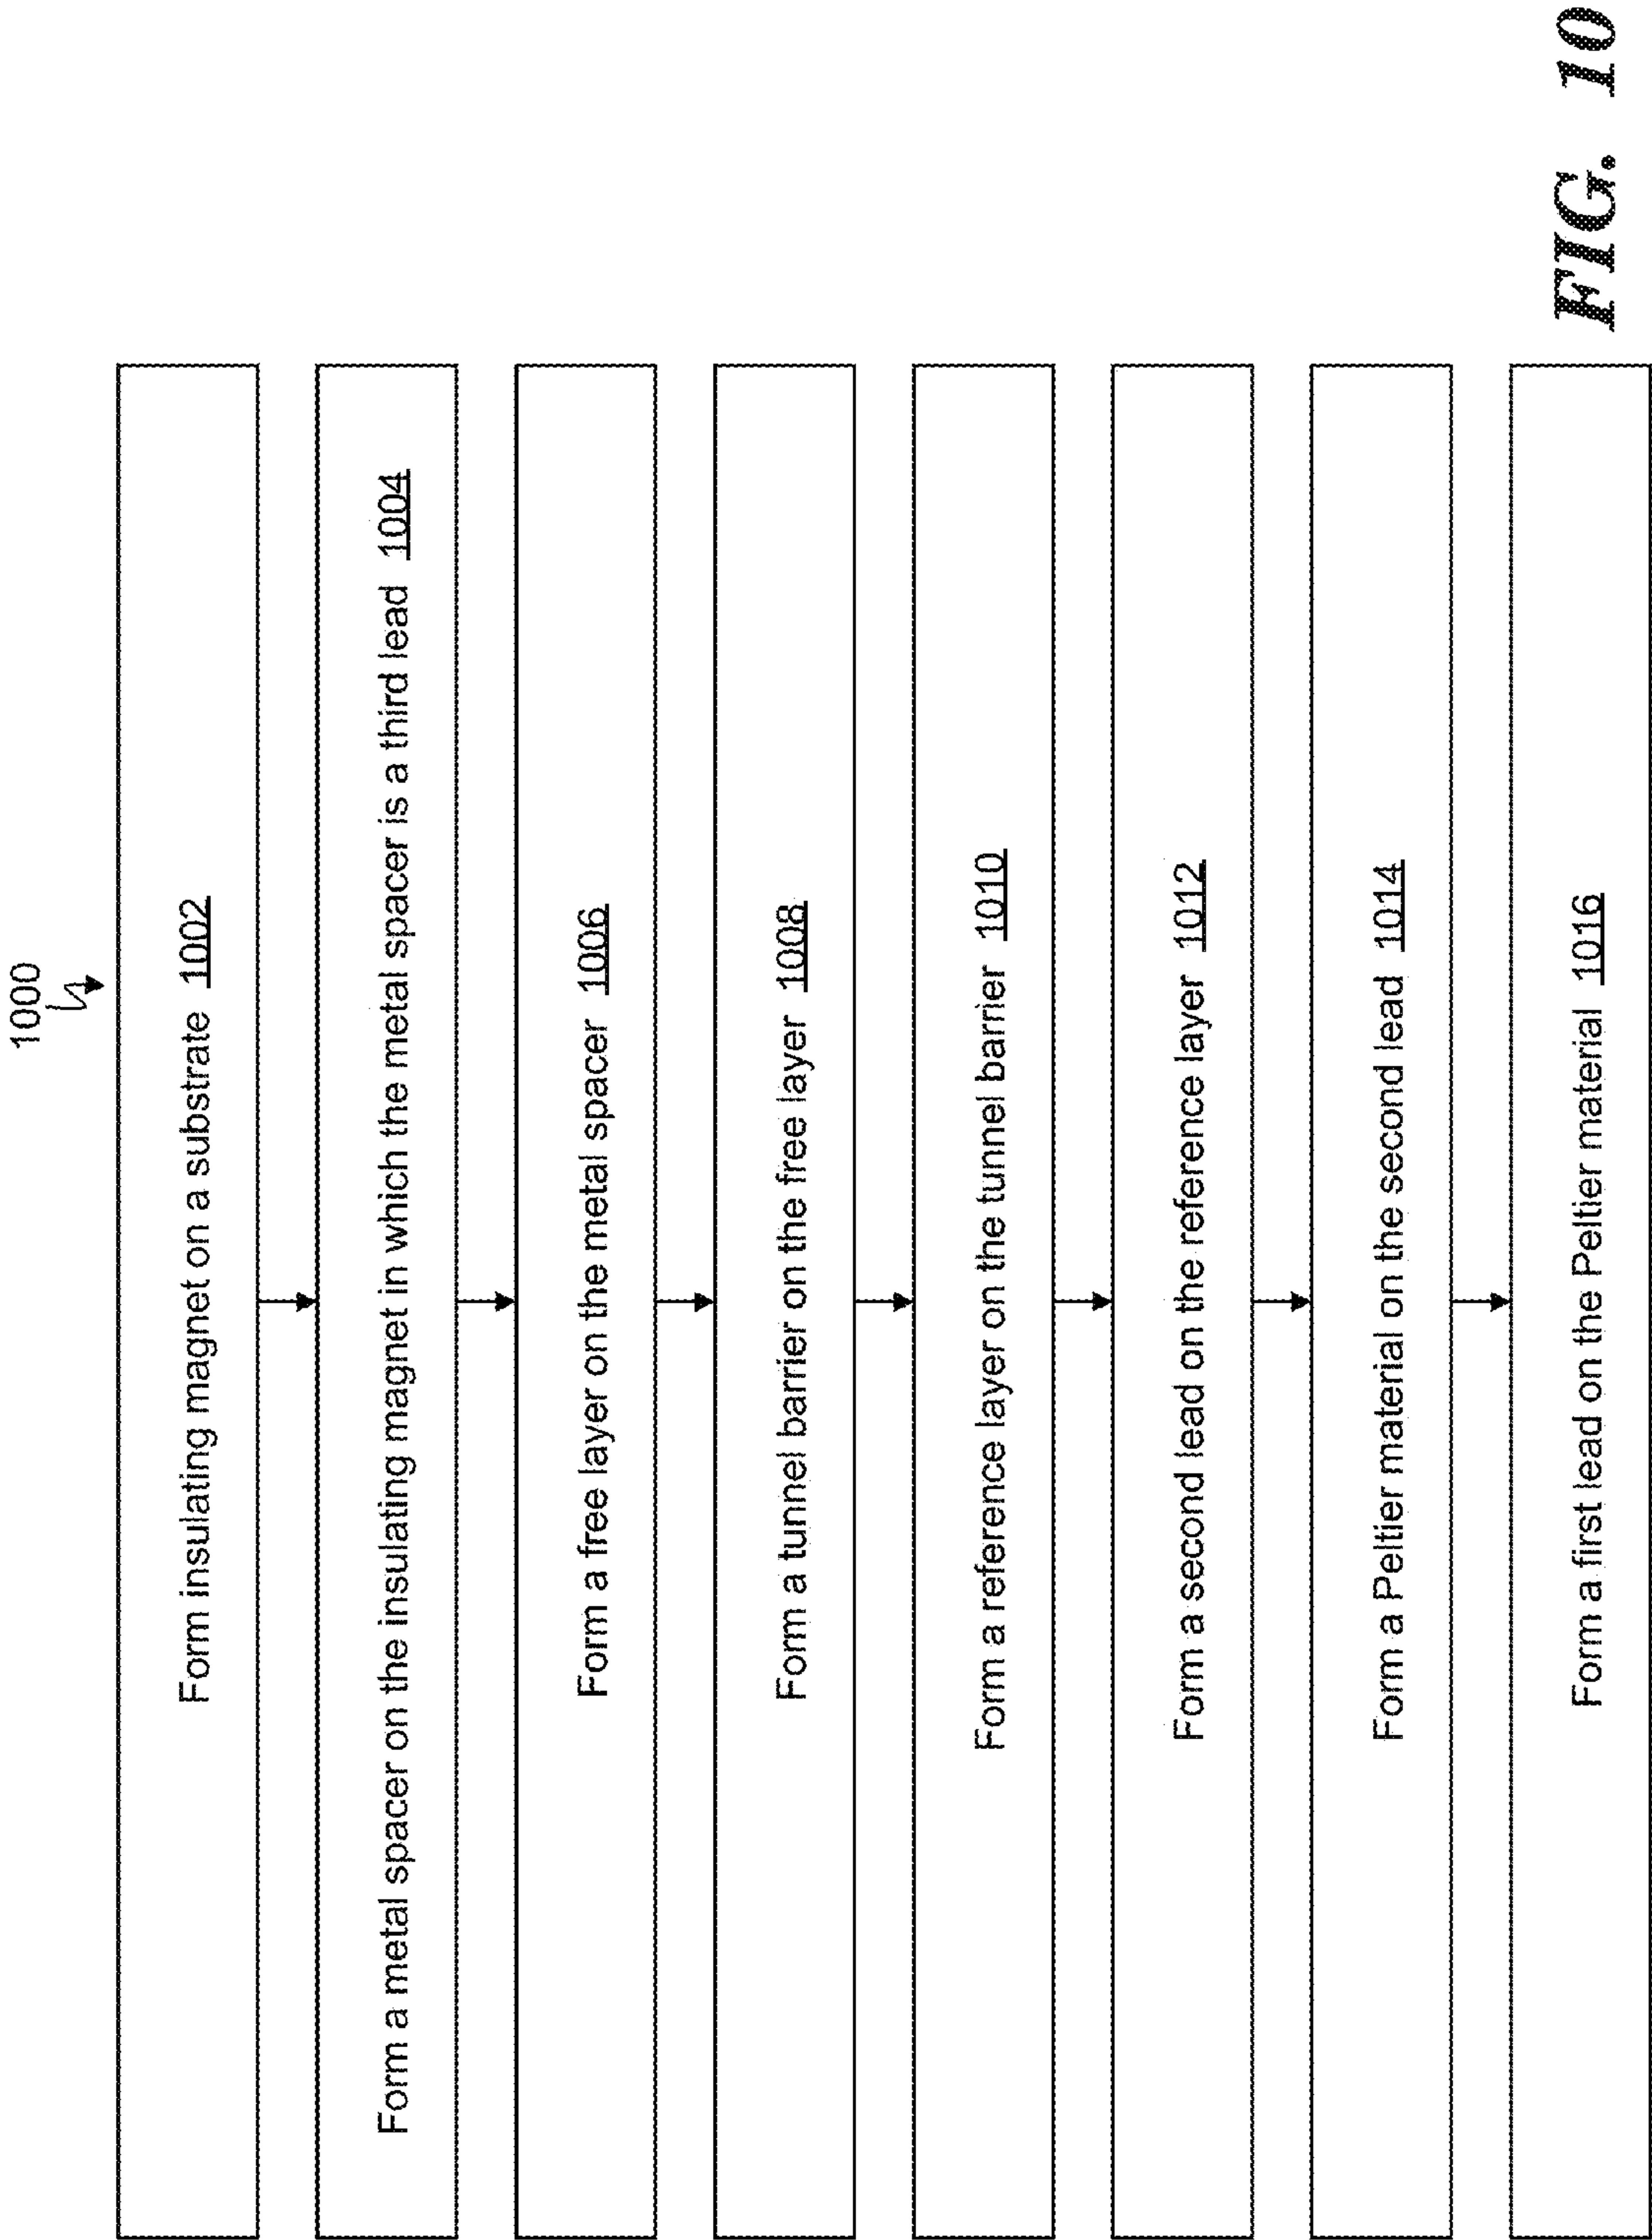 1000
Form insulating magnet on a substrate 1002
Form a metal spacer on the insulating magnet in which the metal spacer is a third lead 1004
Form a free layer on the metal spacer 1006
Form a tunnel barrier on the free layer 1008
Form a reference layer on the tunnel barrier 1010
Form a second lead on the reference layer 1012
Form a Peltier material on the second lead 1014
Form a first lead on the Peltier material 1016
FIG. 10